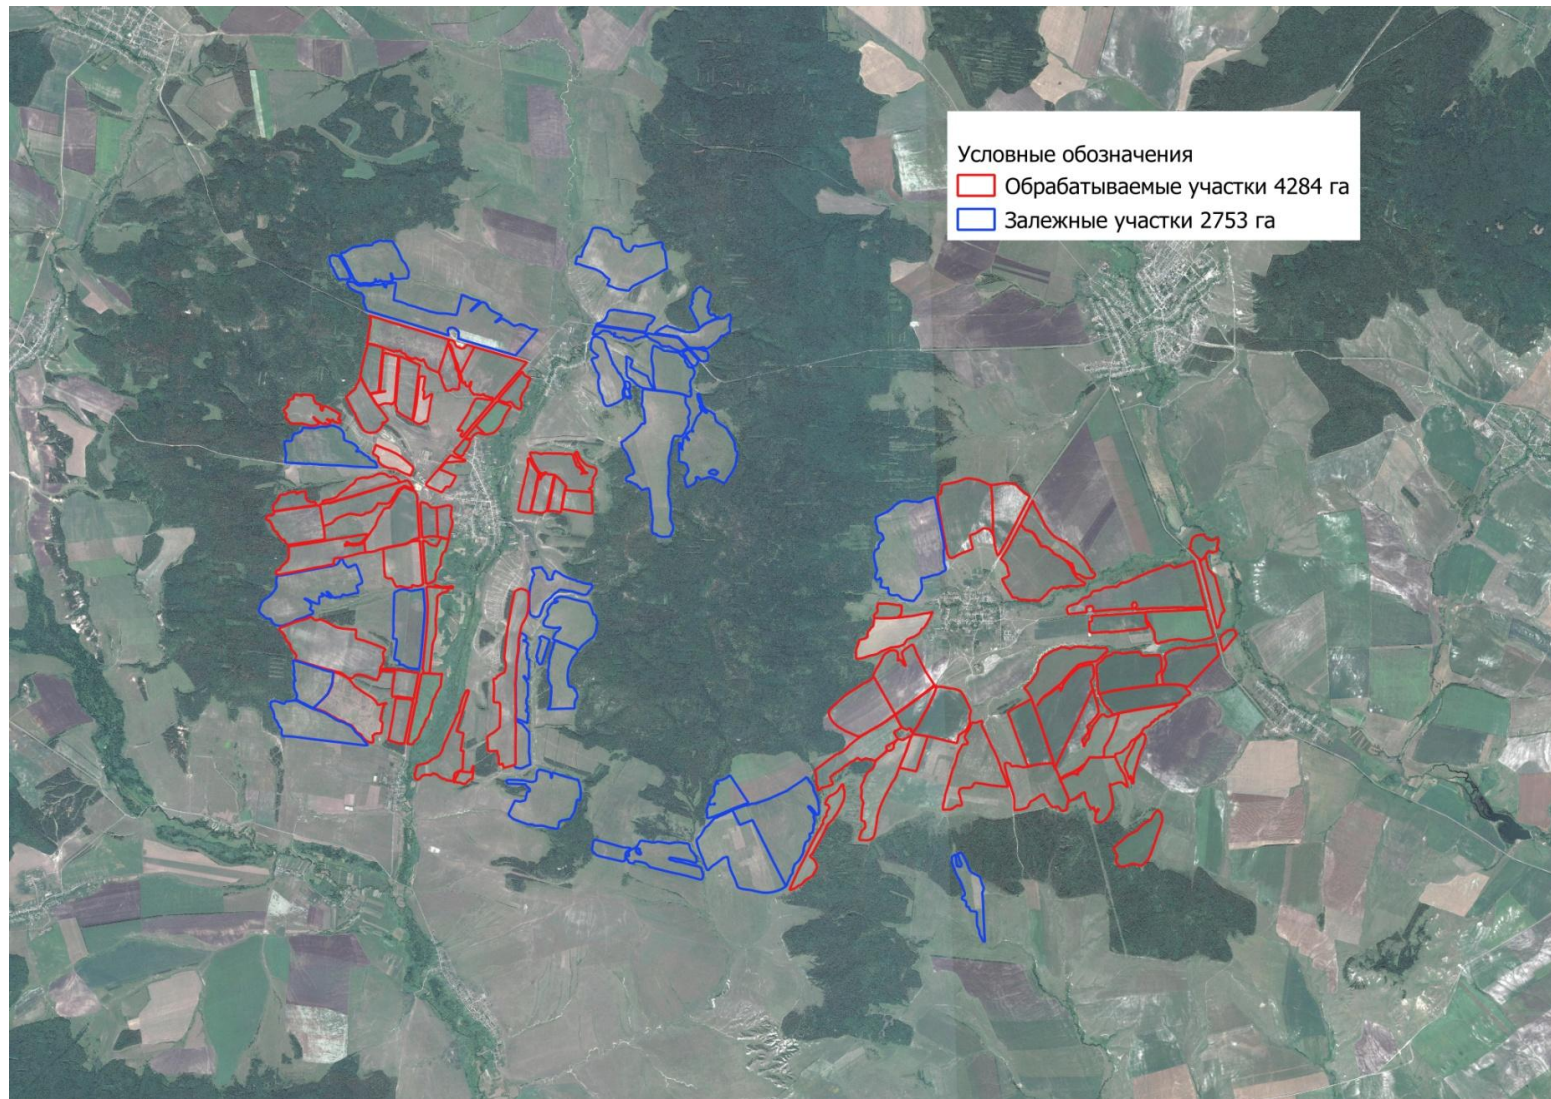 Условные обозначения
Обрабатываемые участки 4284 га
Залежные участки 2753 га